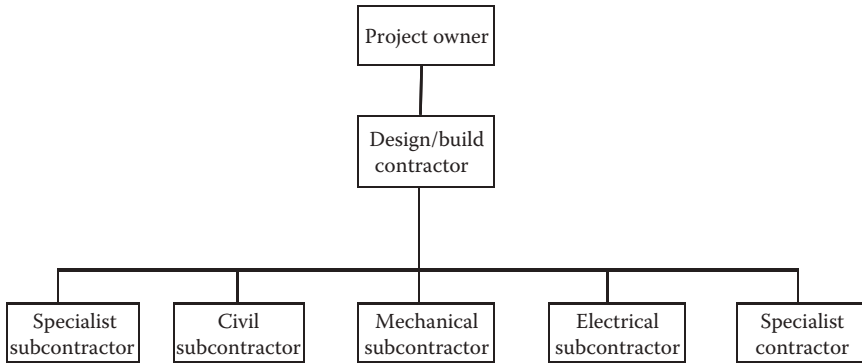 Project owner
Design/build
contractor
Specialist
subcontractor
Civil
subcontractor
Mechanical
subcontractor
Electrical
subcontractor
Specialist
contractor